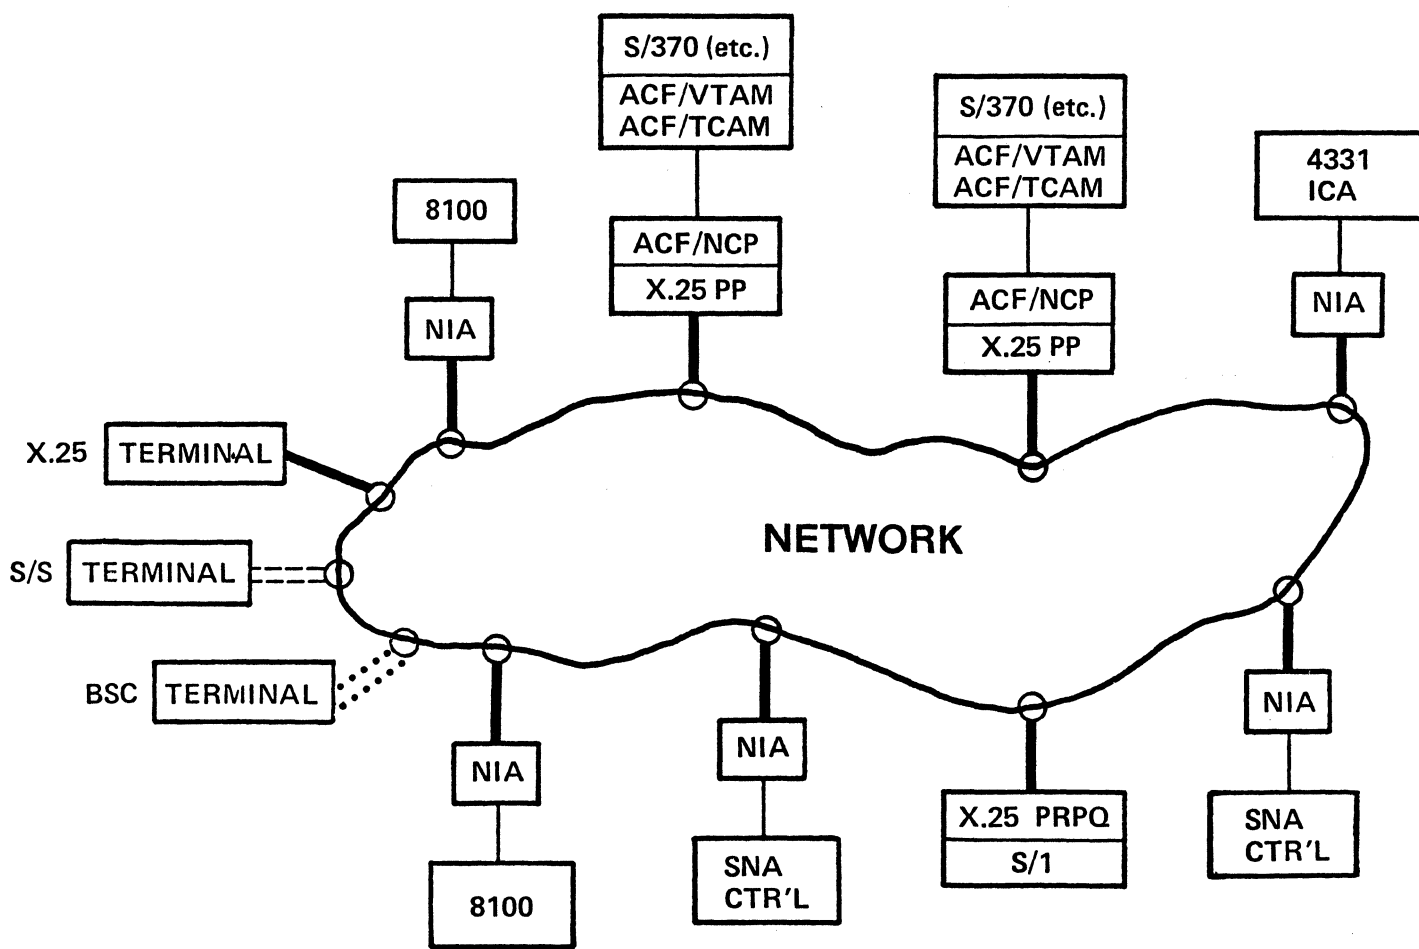 S/370 (etc.)
ACF/VTAM
ACF/TCAM
S/370 (etc.)
ACF/VTAM
ACF/TCAM
4331
ICA
8100
ACF/NCP
X.25 PP
ACF/NCP
X.25 PP
NIA
NIA
X.25 TERMINAL
NETWORK
S/S TERMINAL
BSC TERMINAL
NIA
NIA
NIA
X.25 PRPQ
S/1
SNA
CTR'L
SNA
CTR'L
8100